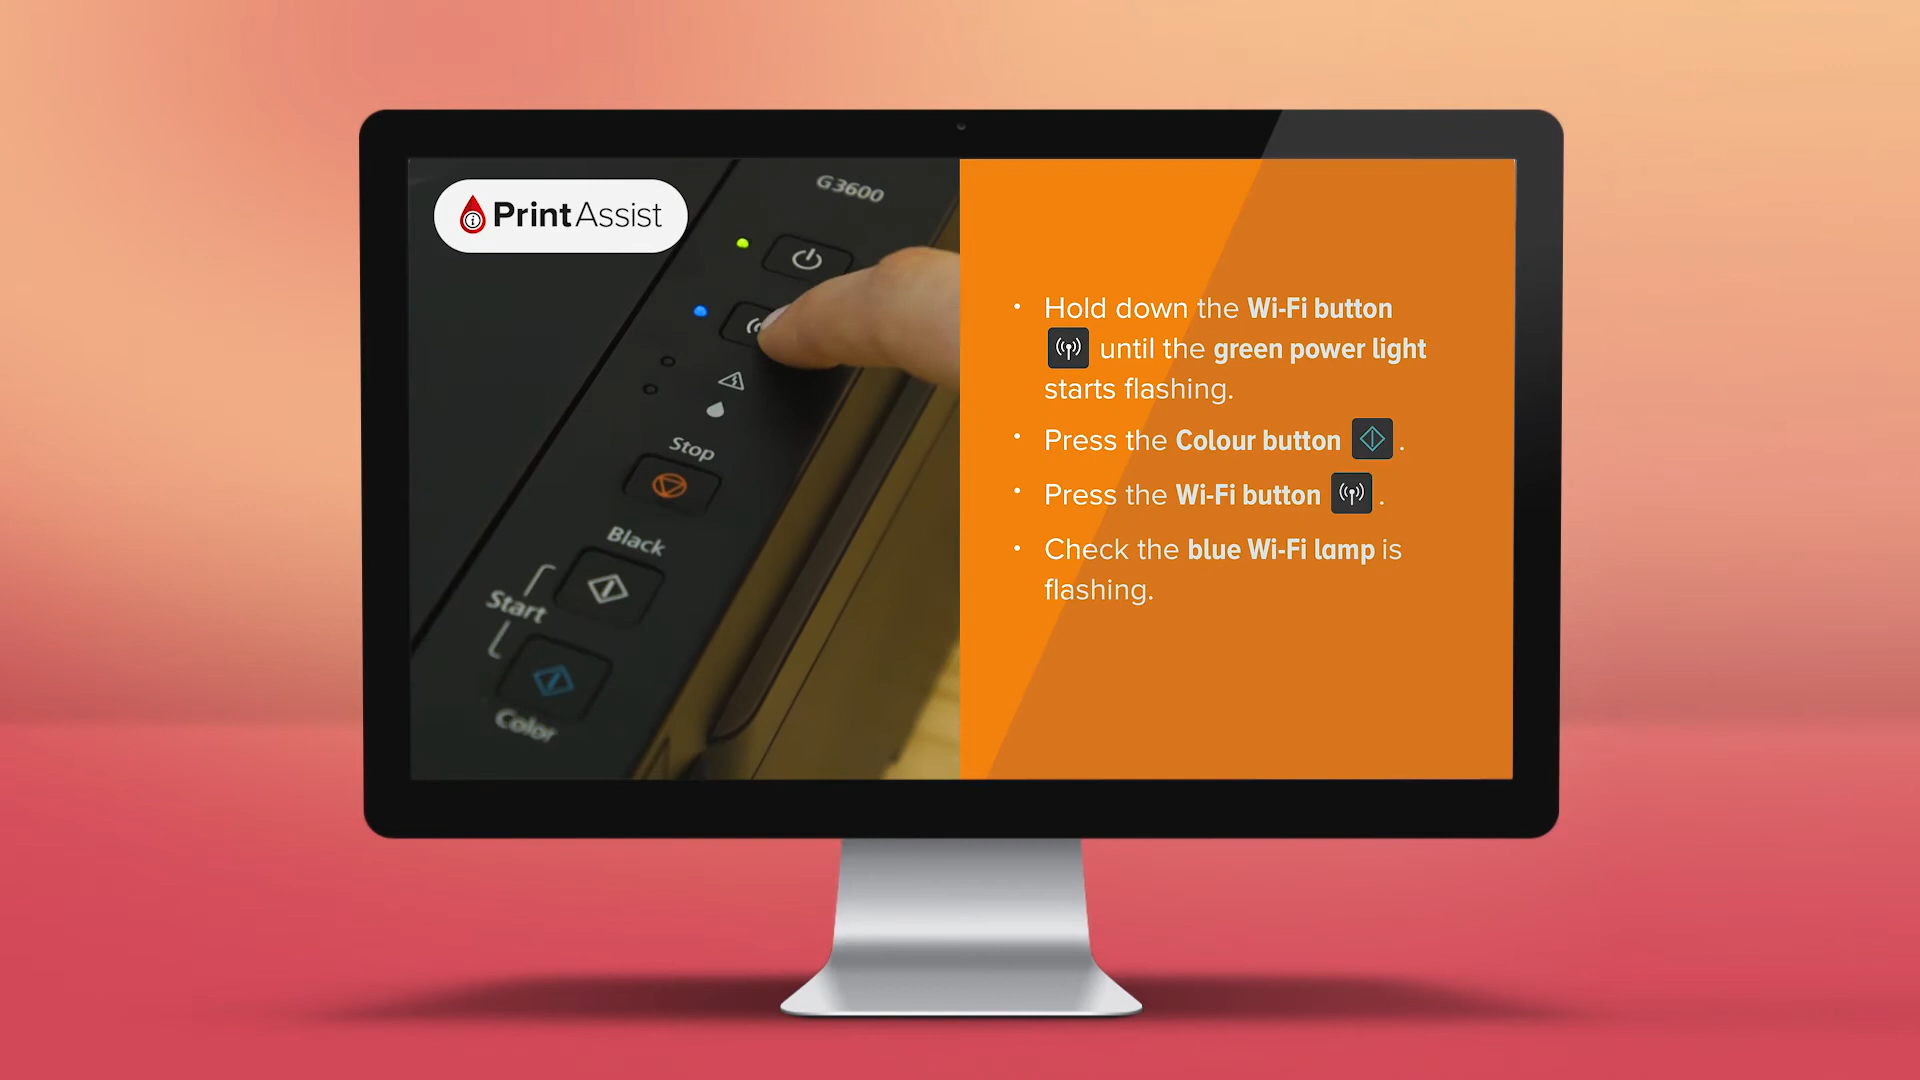 G3600
PrintAssist
Stop
Black
Start
Color
• Hold down the Wi-Fi button
until the green power light
starts flashing.
• Press the Colour button .
• Press the Wi-Fi button .
• Check the blue Wi-Fi lamp is
flashing.